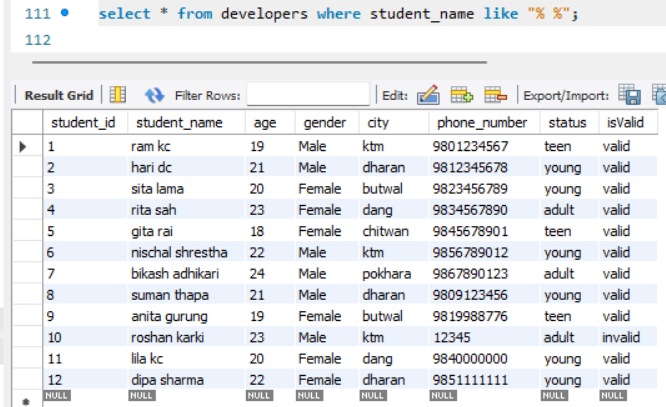 111 select * from developers where student_name like "% %";
112
Result Grid Filter Rows: Edit: Export/Import:
student_id student_name age gender city phone_number status isValid
1 ram kc 19 Male ktm 9801234567 teen valid
2 hari dc 21 Male dharan 9812345678 young valid
3 sita lama 20 Female butwal 9823456789 young valid
4 rita sah 23 Female dang 9834567890 adult valid
5 gita rai 18 Female chitwan 9845678901 teen valid
6 nischal shrestha 22 Male ktm 9856789012 young valid
7 bikash adhikari 24 Male pokhara 9867890123 adult valid
8 suman thapa 21 Male dharan 9809123456 young valid
9 anita gurung 19 Female butwal 9819988776 teen valid
10 roshan karki 23 Male ktm 12345 adult invalid
11 lila kc 20 Female dang 9840000000 young valid
12 dipa sharma 22 Female dharan 9851111111 young valid
NULL NULL NULL NULL NULL NULL NULL NULL